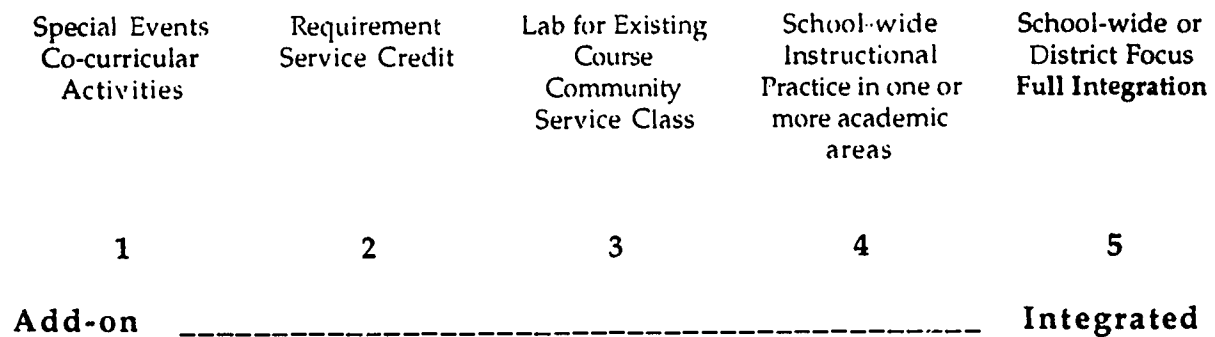 Special Events
Co-curricular
Activities
Requirement
Service Credit
Lab for Existing
Course
Community
Service Class
School-wide
Instructional
Practice in one or
more academic
areas
School-wide or
District Focus
Full Integration
1 2 3 4 5
Add-on Integrated